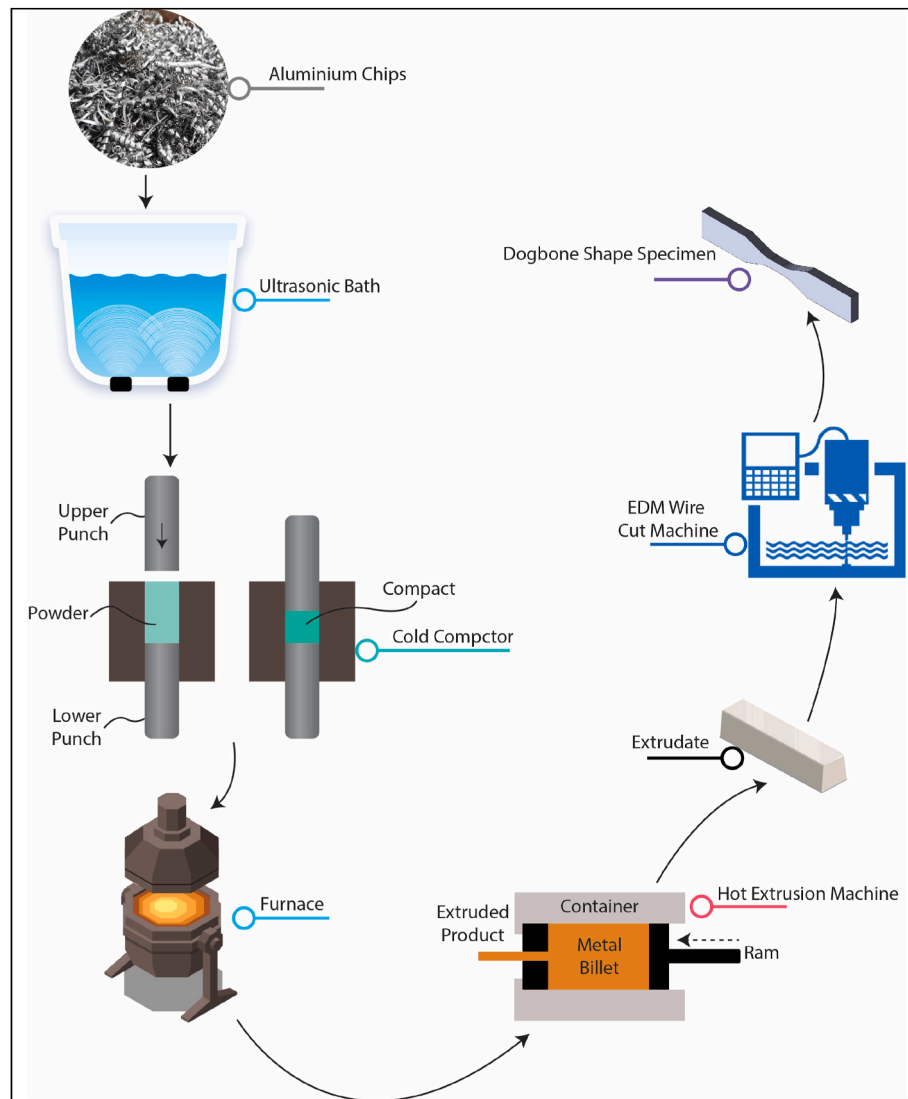 Aluminium Chips
Ultrasonic Bath
Upper
Punch
Powder
Lower
Punch
Compact
Cold Compctor
Furnace
Extruded
Product
Container
Metal
Billet
Hot Extrusion Machine
Ram
Extrudate
EDM Wire
Cut Machine
Dogbone Shape Specimen